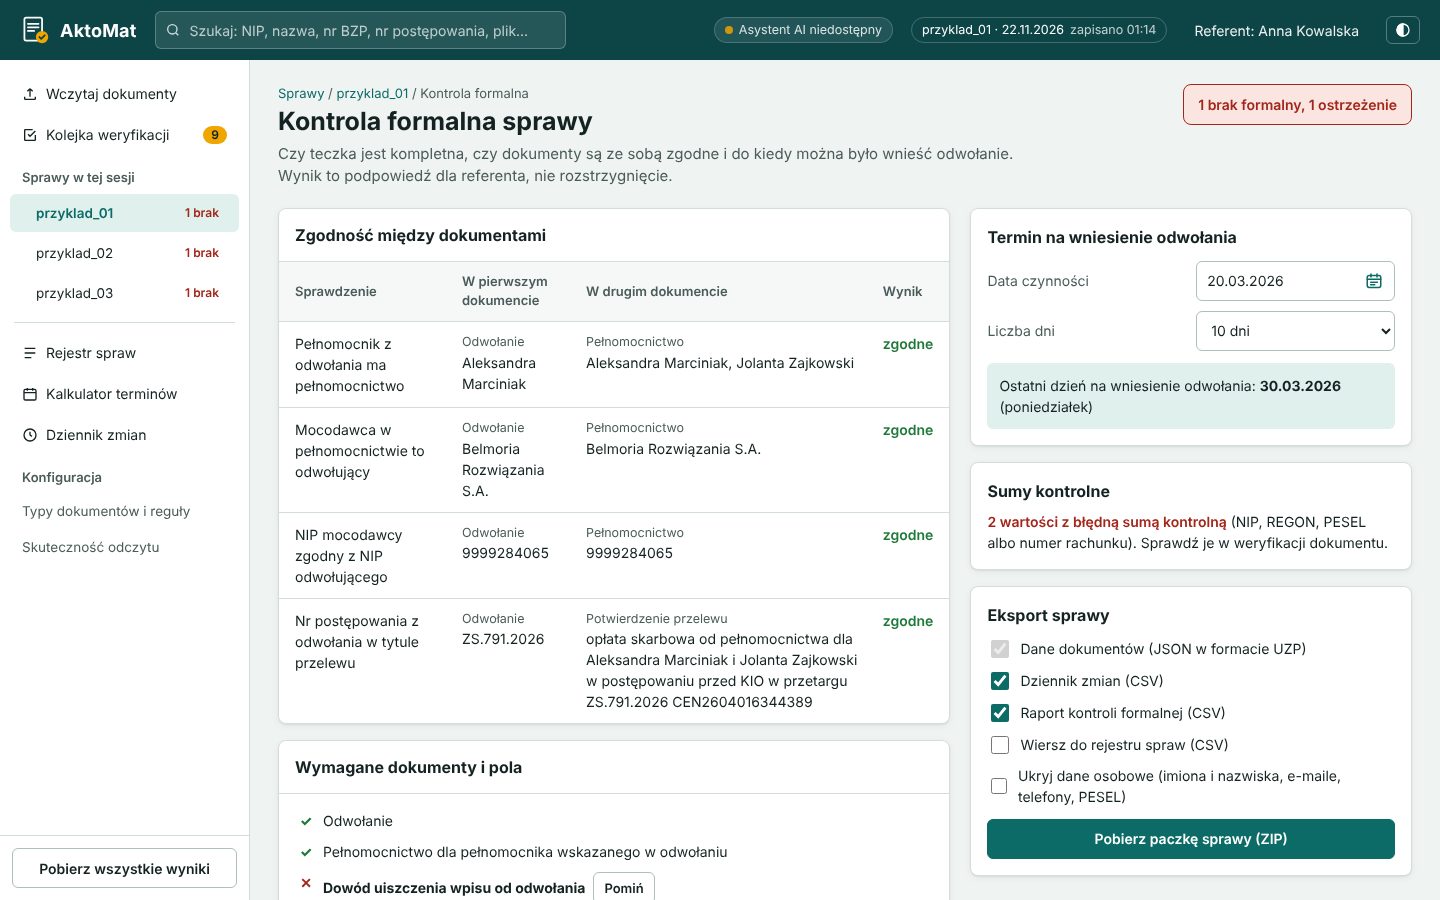 AktoMat
Szukaj: NIP, nazwa, nr BZP, nr postępowania, plik...
Asystent AI niedostępny
przyklad_01 · 22.11.2026 zapisano 01:14
Referent: Anna Kowalska
Wczytaj dokumenty
Kolejka weryfikacji 9
Sprawy w tej sesji
przyklad_01 1 brak
przyklad_02 1 brak
przyklad_03 1 brak
Rejestr spraw
Kalkulator terminów
Dziennik zmian
Konfiguracja
Typy dokumentów i reguły
Skuteczność odczytu
Pobierz wszystkie wyniki
Sprawy / przyklad_01 / Kontrola formalna
Kontrola formalna sprawy
Czy teczka jest kompletna, czy dokumenty są ze sobą zgodne i do kiedy można było wnieść odwołanie.
Wynik to podpowiedź dla referenta, nie rozstrzygnięcie.
1 brak formalny, 1 ostrzeżenie
Zgodność między dokumentami
Sprawdzenie
W pierwszym
dokumencie
W drugim dokumencie
Wynik
Pełnomocnik z
odwołania ma
pełnomocnictwo
Odwołanie
Aleksandra
Marciniak
Pełnomocnictwo
Aleksandra Marciniak, Jolanta Zajkowski
zgodne
Mocodawca w
pełnomocnictwie to
odwołujący
Odwołanie
Belmoria
Rozwiązania
S.A.
Pełnomocnictwo
Belmoria Rozwiązania S.A.
zgodne
NIP mocodawcy
zgodny z NIP
odwołującego
Odwołanie
9999284065
Pełnomocnictwo
9999284065
zgodne
Nr postępowania z
odwołania w tytule
przelewu
Odwołanie
ZS.791.2026
Potwierdzenie przelewu
opłata skarbowa od pełnomocnictwa dla
Aleksandra Marciniak i Jolanta Zajkowski
w postępowaniu przed KIO w przetargu
ZS.791.2026 CEN2604016344389
zgodne
Wymagane dokumenty i pola
Odwołanie
Pełnomocnictwo dla pełnomocnika wskazanego w odwołaniu
Dowód uiszczenia wpisu od odwołania Pomiń
Termin na wniesienie odwołania
Data czynności 20.03.2026
Liczba dni 10 dni
Ostatni dzień na wniesienie odwołania: 30.03.2026
(poniedziałek)
Sumy kontrolne
2 wartości z błędną sumą kontrolną (NIP, REGON, PESEL
albo numer rachunku). Sprawdź je w weryfikacji dokumentu.
Eksport sprawy
Dane dokumentów (JSON w formacie UZP)
Dziennik zmian (CSV)
Raport kontroli formalnej (CSV)
Wiersz do rejestru spraw (CSV)
Ukryj dane osobowe (imiona i nazwiska, e-maile,
telefony, PESEL)
Pobierz paczkę sprawy (ZIP)